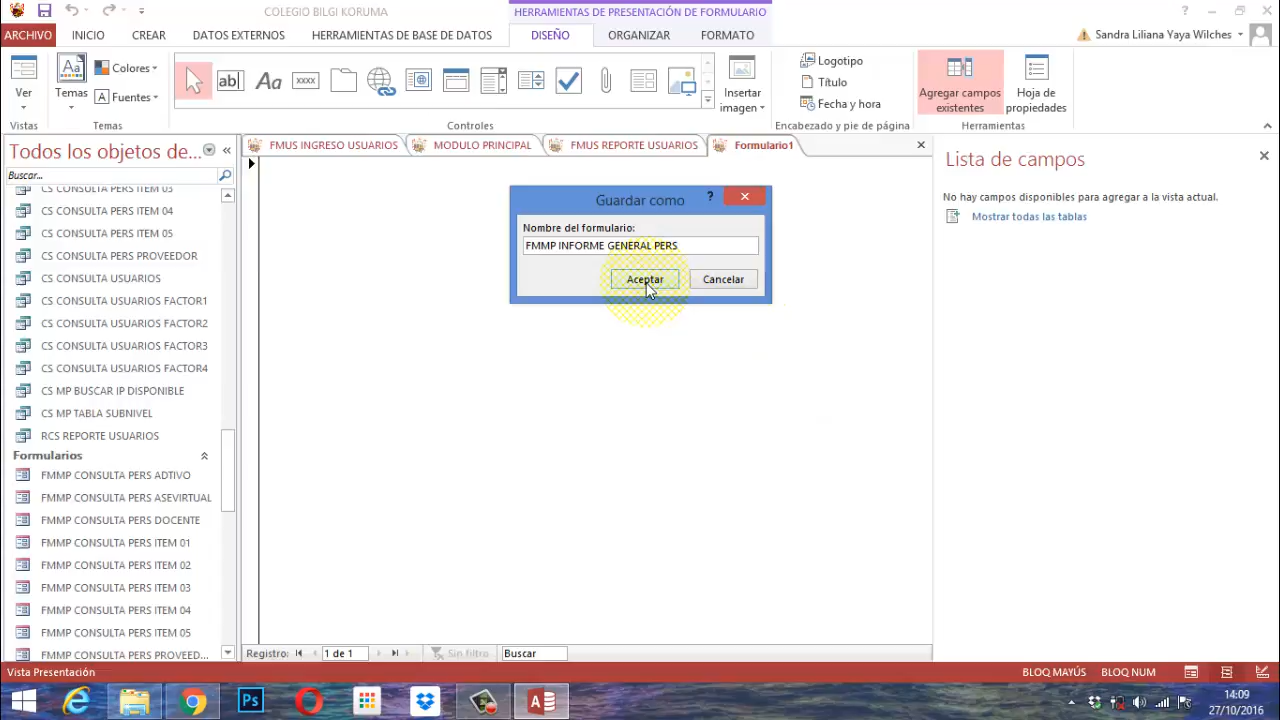 COLEGIO BILGI KORUMA
HERRAMIENTAS DE PRESENTACIÓN DE FORMULARIO
?
ARCHIVO
INICIO
CREAR
DATOS EXTERNOS
HERRAMIENTAS DE BASE DE DATOS
DISEÑO
ORGANIZAR
FORMATO
Sandra Liliana Yaya Wilches
Ver
Vistas
Aa
Temas
Colores
A Fuentes
Temas
ab
Aa
xxxx
Controles
Insertar
imagen
Logotipo
Título
Fecha y hora
Encabezado y pie de página
Agregar campos
existentes
Hoja de
propiedades
Herramientas
Todos los objetos de...
Buscar...
CS CONSULTA PERS ITEM 03
CS CONSULTA PERS ITEM 04
CS CONSULTA PERS ITEM 05
CS CONSULTA PERS PROVEEDOR
CS CONSULTA USUARIOS
CS CONSULTA USUARIOS FACTOR1
CS CONSULTA USUARIOS FACTOR2
CS CONSULTA USUARIOS FACTOR3
CS CONSULTA USUARIOS FACTOR4
CS MP BUSCAR IP DISPONIBLE
CS MP TABLA SUBNIVEL
RCS REPORTE USUARIOS
Formularios
FMMP CONSULTA PERS ADTIVO
FMMP CONSULTA PERS ASEVIRTUAL
FMMP CONSULTA PERS DOCENTE
FMMP CONSULTA PERS ITEM 01
FMMP CONSULTA PERS ITEM 02
FMMP CONSULTA PERS ITEM 03
FMMP CONSULTA PERS ITEM 04
FMMP CONSULTA PERS ITEM 05
FMMP CONSULTA PERS PROVEED...
FMUS INGRESO USUARIOS
MODULO PRINCIPAL
FMUS REPORTE USUARIOS
Formulario1
Guardar como
?
Nombre del formulario:
FMMP INFORME GENERAL PERS
Aceptar
Cancelar
Lista de campos
No hay campos disponibles para agregar a la vista actual.
Mostrar todas las tablas
Registro:
1 de 1
Sin filtro
Buscar
Vista Presentación
BLOQ MAYÚS
BLOQ NUM
Ps
14:09
27/10/2016